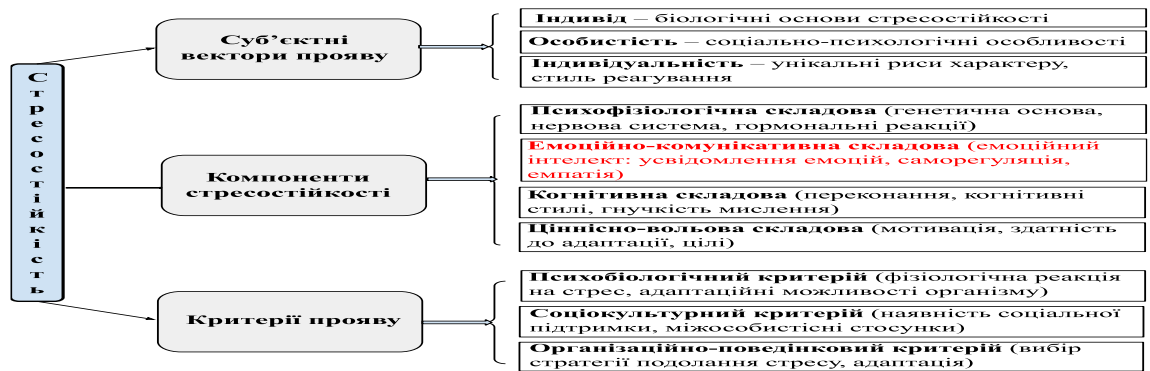 Стресостійкість
Суб’єктні
вектори прояву
Індивід – біологічні основи стресостійкості
Особистість – соціально-психологічні особливості
Індивідуальність – унікальні риси характеру,
стиль реагування
Компоненти
стресостійкості
Психофізіологічна складова (генетична основа,
нервова система, гормональні реакції)
Емоційно-комунікативна складова (емоційний
інтелект: усвідомлення емоцій, саморегуляція,
емпатія)
Когнітивна складова (переконання, когнітивні
стилі, гнучкість мислення)
Ціннісно-вольова складова (мотивація, здатність
до адаптації, цілі)
Критерії прояву
Психобіологічний критерій (фізіологічна реакція
на стрес, адаптаційні можливості організму)
Соціокультурний критерій (наявність соціальної
підтримки, міжособистісні стосунки)
Організаційно-поведінковий критерій (вибір
стратегії подолання стресу, адаптація)